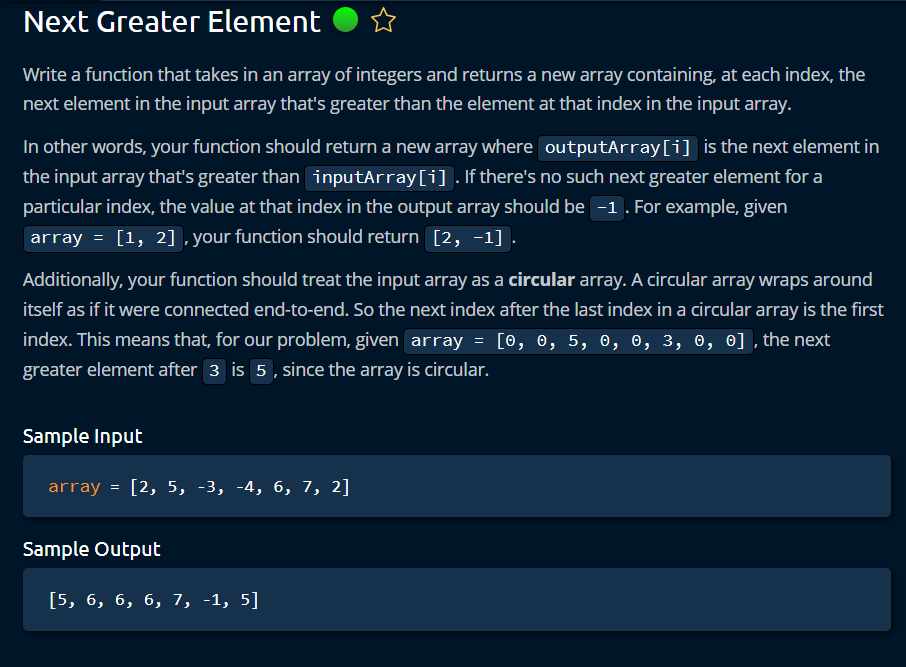 Next Greater Element
Write a function that takes in an array of integers and returns a new array containing, at each index, the
next element in the input array that's greater than the element at that index in the input array.
In other words, your function should return a new array where outputArray[i] is the next element in
the input array that's greater than inputArray[i]. If there's no such next greater element for a
particular index, the value at that index in the output array should be -1. For example, given
array = [1, 2], your function should return [2, -1].
Additionally, your function should treat the input array as a circular array. A circular array wraps around
itself as if it were connected end-to-end. So the next index after the last index in a circular array is the first
index. This means that, for our problem, given array = [0, 0, 5, 0, 0, 3, 0, 0], the next
greater element after 3 is 5, since the array is circular.
Sample Input
array = [2, 5, -3, -4, 6, 7, 2]
Sample Output
[5, 6, 6, 6, 7, -1, 5]